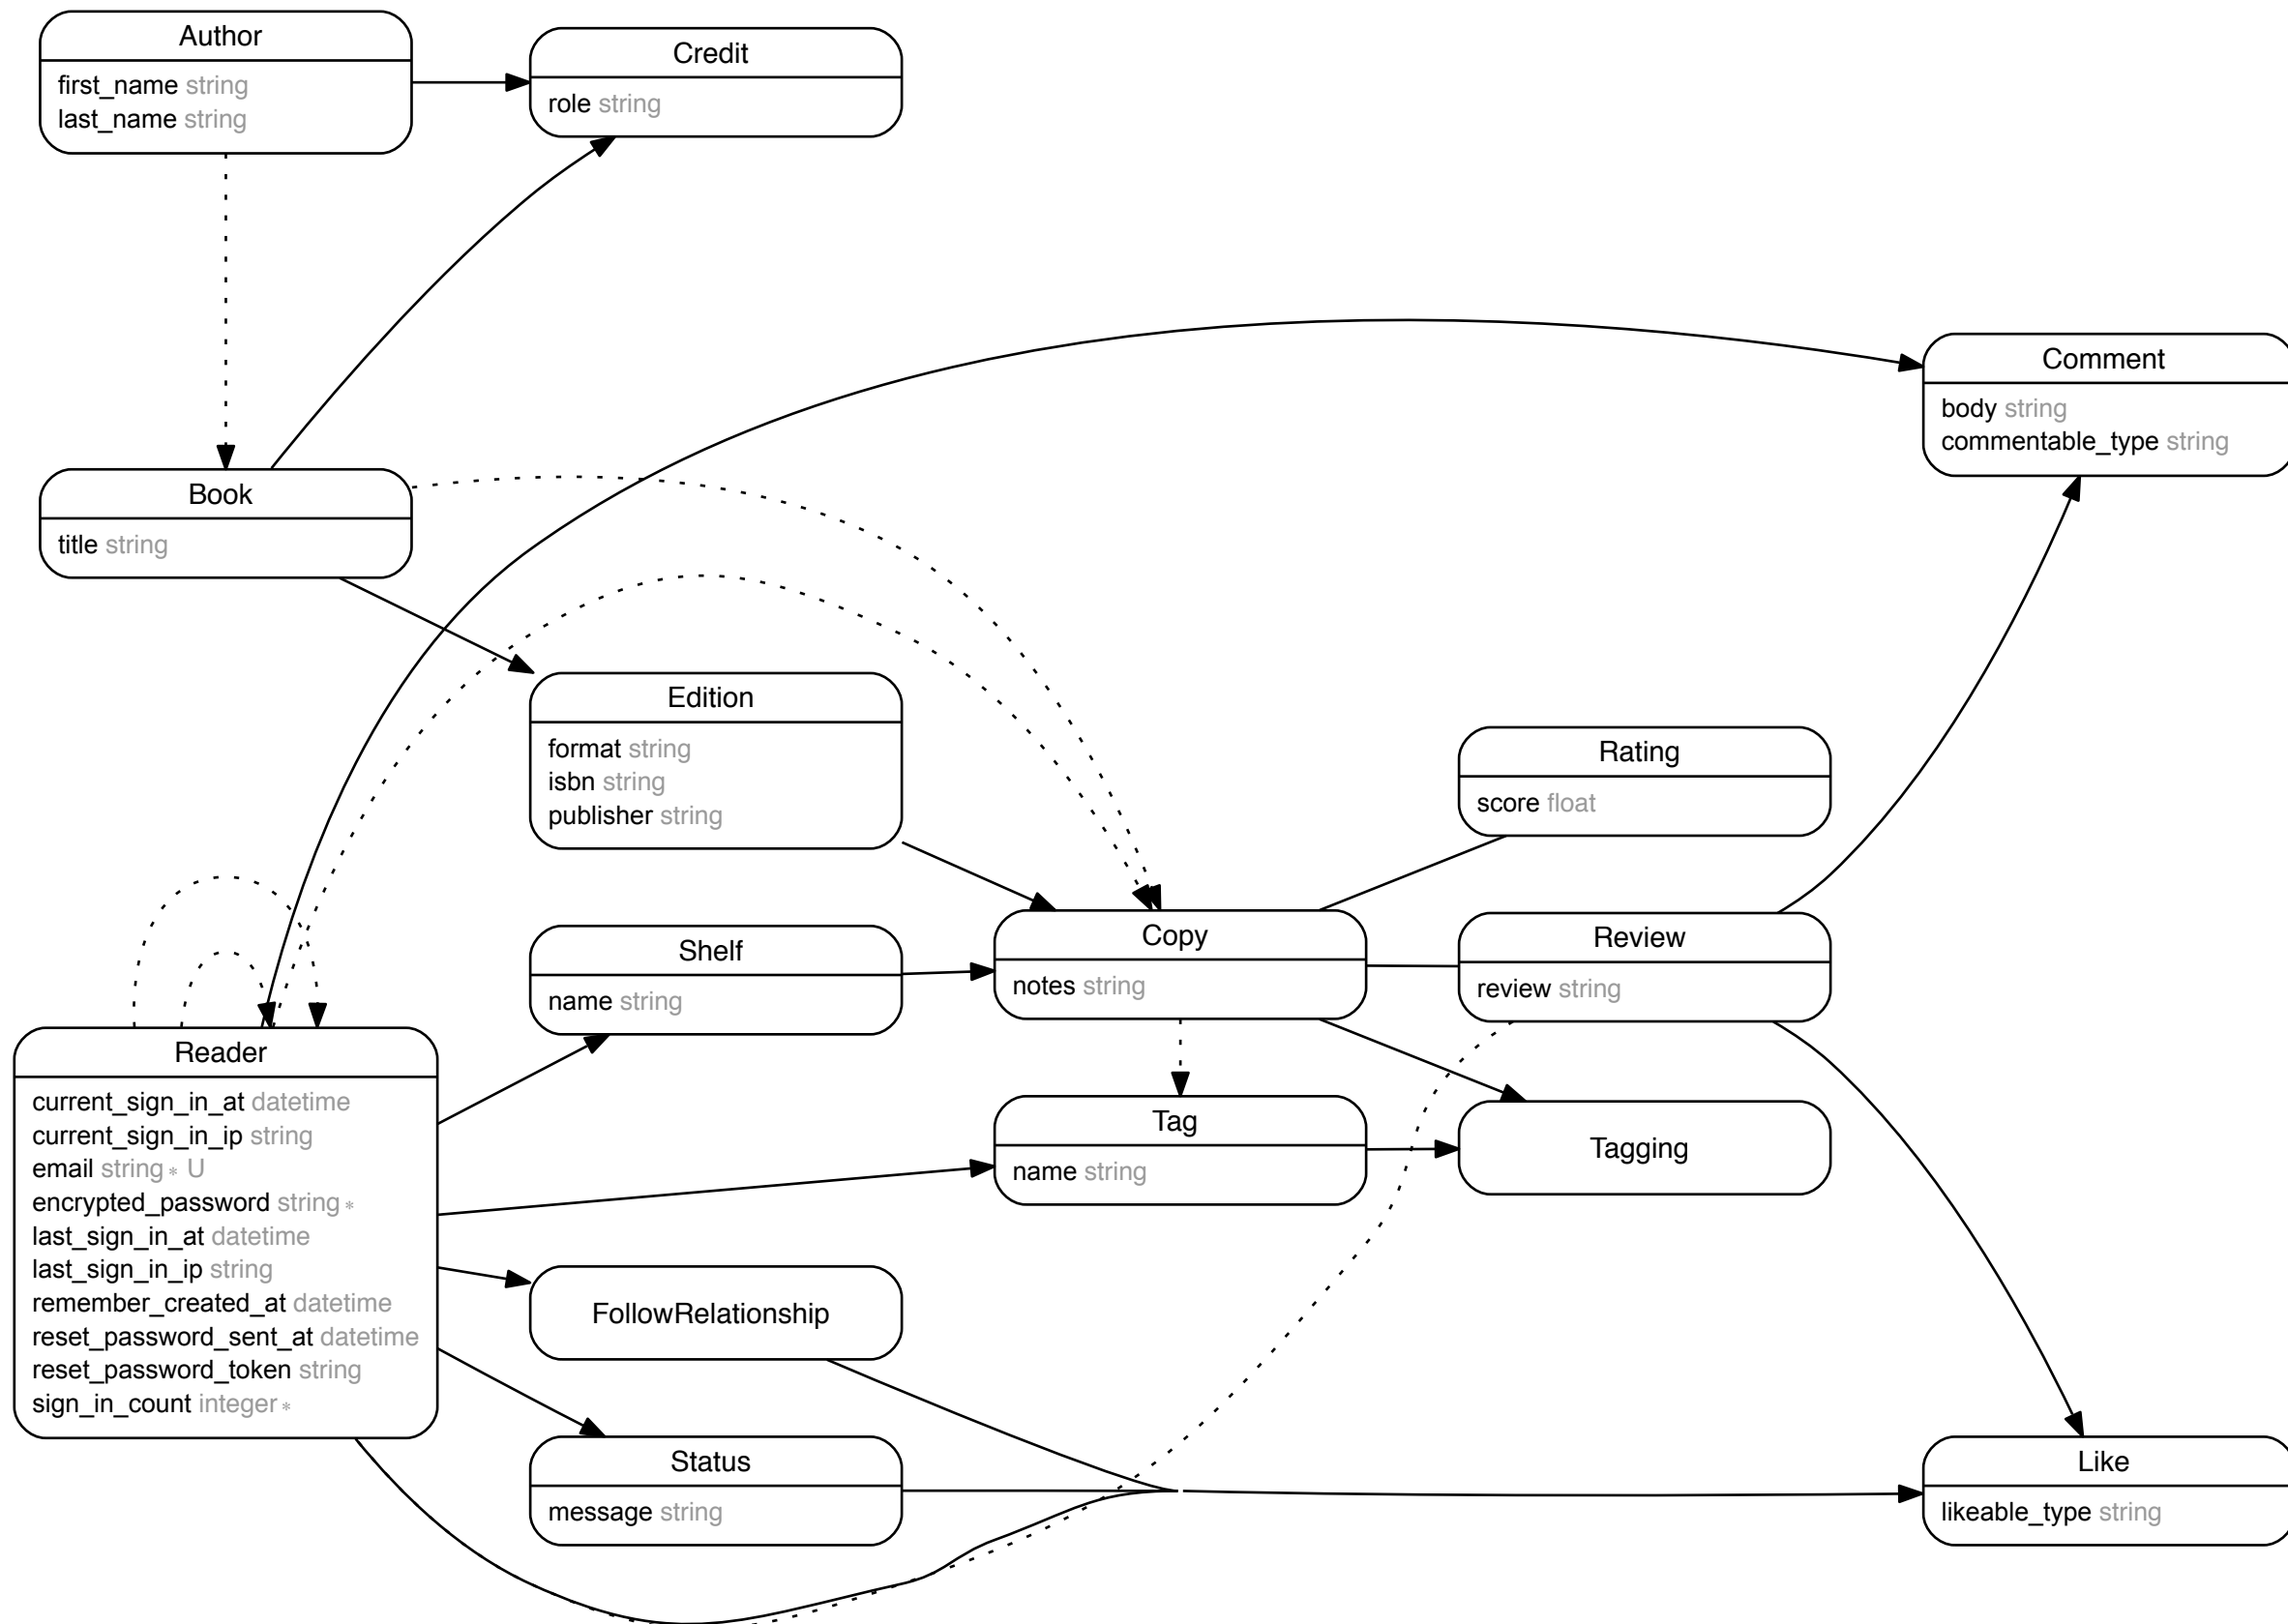 Author
first_name string
last_name string
Credit
role string
Comment
body string
commentable_type string
Book
title string
Edition
format string
isbn string
publisher string
Rating
score float
Shelf
name string
Copy
notes string
Review
review string
Reader
current_sign_in_at datetime
current_sign_in_ip string
email string * U
encrypted_password string *
last_sign_in_at datetime
last_sign_in_ip string
remember_created_at datetime
reset_password_sent_at datetime
reset_password_token string
sign_in_count integer *
Tag
name string
Tagging
FollowRelationship
Status
message string
Like
likeable_type string